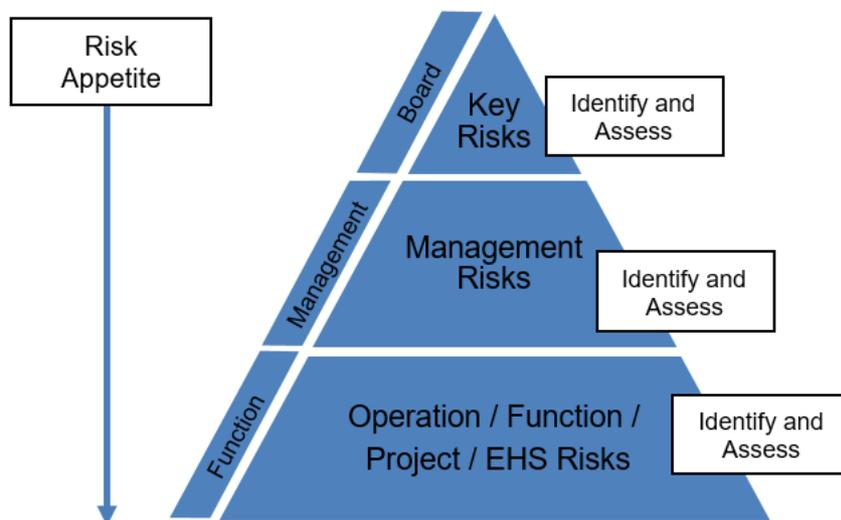 Risk
Appetite
Board
Key
Risks
Identify and
Assess
Management
Management
Risks
Identify and
Assess
Function
Operation / Function /
Project / EHS Risks
Identify and
Assess